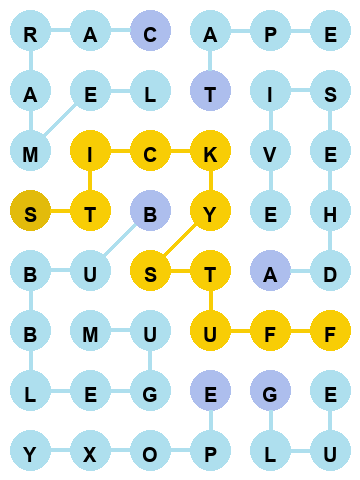 R A C A P E
A E L T I S
M I C K V E
S T B Y E H
B U S T A D
B M U U F F
L E G E G E
Y X O P L U